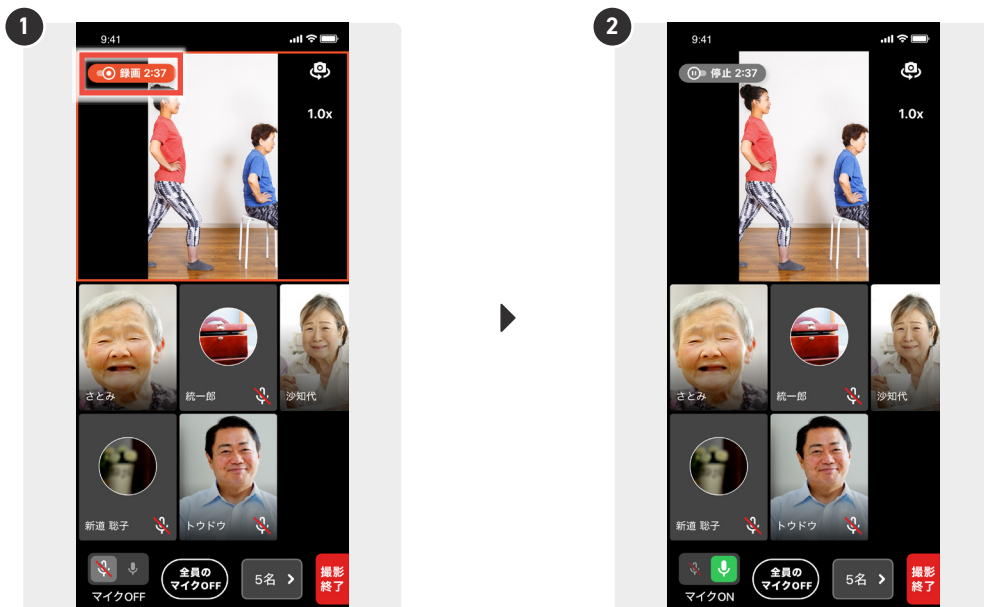 1
9:41
録画 2:37
1.0x
さとみ
統一郎
沙知代
新道 聡子
トウドウ
マイクOFF
全員の
マイクOFF
5名
撮影
終了
2
9:41
停止 2:37
1.0x
さとみ
統一郎
沙知代
新道 聡子
トウドウ
マイクON
全員の
マイクOFF
5名
撮影
終了